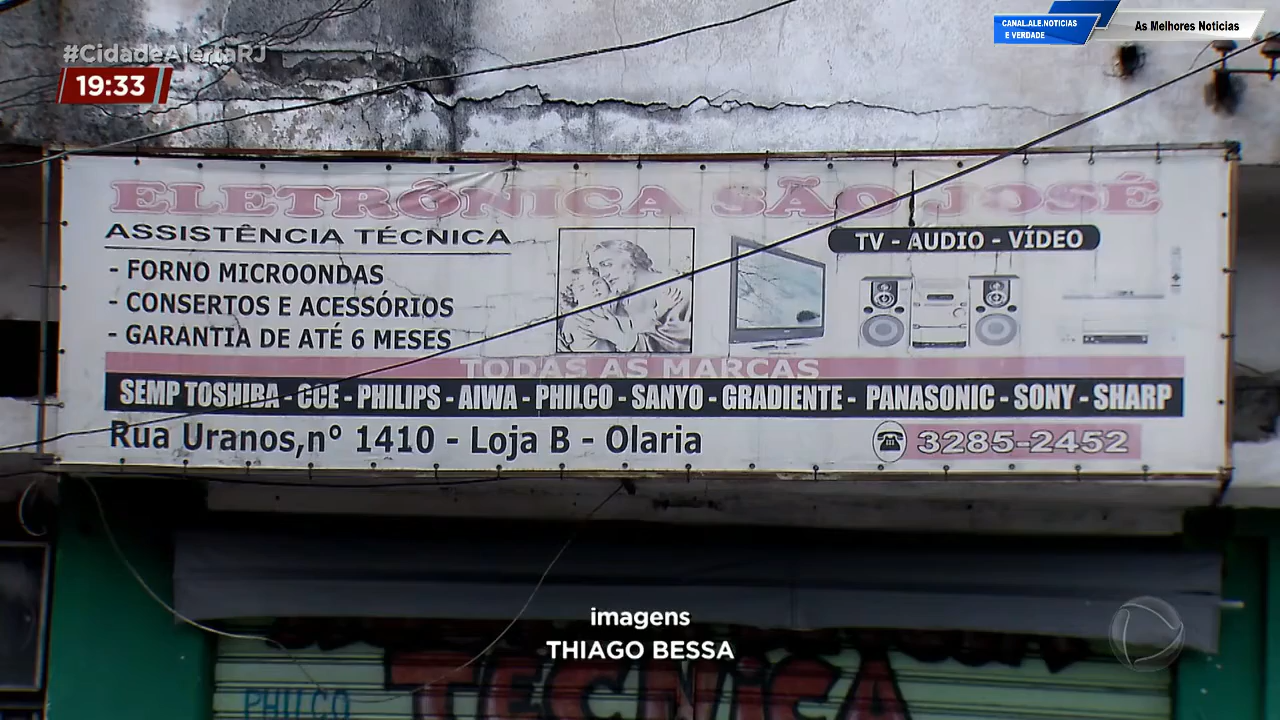 #CidadeAlertaRJ
19:33
CANAL.ALE.NOTICIAS
E VERDADE
As Melhores Noticias
ELETRÔNICA SÃO JOSÉ
ASSISTÊNCIA TÉCNICA
- FORNO MICROONDAS
- CONSERTOS E ACESSÓRIOS
- GARANTIA DE ATÉ 6 MESES
TV - AUDIO - VÍDEO
TODAS AS MARCAS
SEMP TOSHIBA - CCE - PHILIPS - AIWA - PHILCO - SANYO - GRADIENTE - PANASONIC - SONY - SHARP
Rua Uranos,nº 1410 - Loja B - Olaria
3285-2452
imagens
THIAGO BESSA
TECNiCA
PHILCO